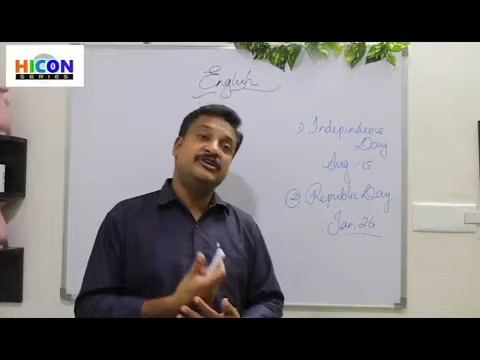 HICON
SERIES
English
1) Independence
Day
Aug. 15
2) Republic Day
Jan. 26